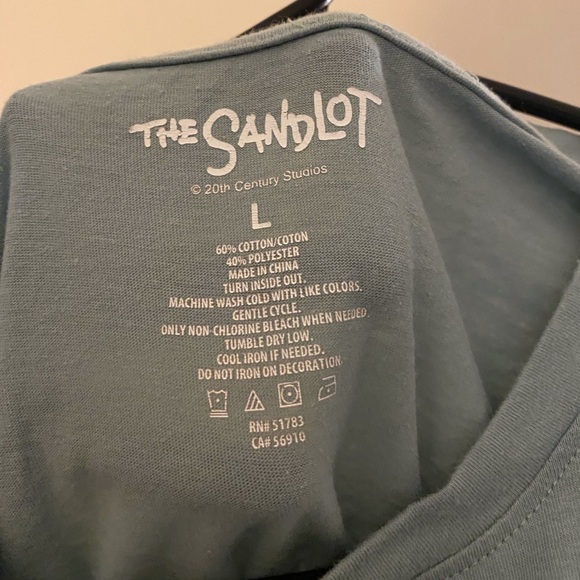 THE SANDLOT
© 20th Century Studios
L
60% COTTON/COTON
40% POLYESTER
MADE IN CHINA
TURN INSIDE OUT.
MACHINE WASH COLD WITH LIKE COLORS.
GENTLE CYCLE.
ONLY NON-CHLORINE BLEACH WHEN NEEDED.
TUMBLE DRY LOW.
COOL IRON IF NEEDED.
DO NOT IRON ON DECORATION.
RN# 51783
CA# 56910